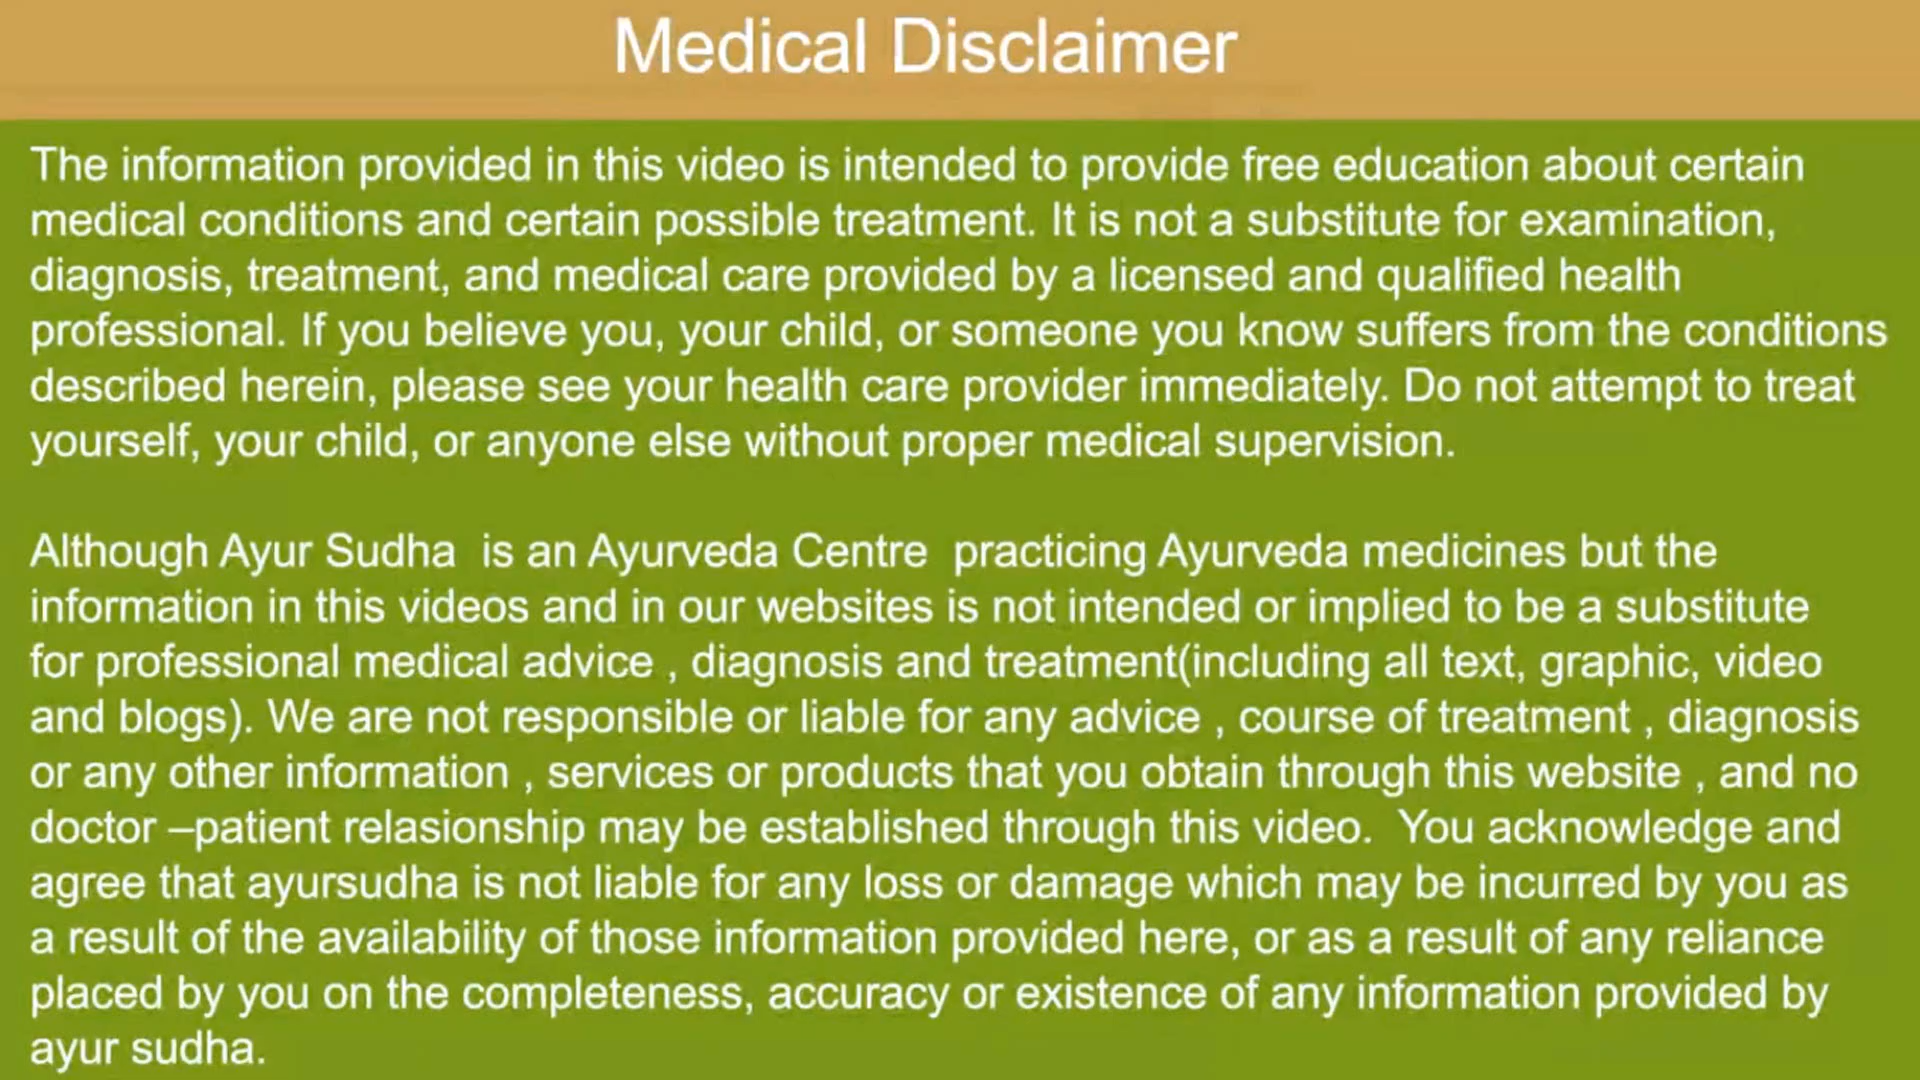 Medical Disclaimer
The information provided in this video is intended to provide free education about certain
medical conditions and certain possible treatment. It is not a substitute for examination,
diagnosis, treatment, and medical care provided by a licensed and qualified health
professional. If you believe you, your child, or someone you know suffers from the conditions
described herein, please see your health care provider immediately. Do not attempt to treat
yourself, your child, or anyone else without proper medical supervision.
Although Ayur Sudha is an Ayurveda Centre practicing Ayurveda medicines but the
information in this videos and in our websites is not intended or implied to be a substitute
for professional medical advice , diagnosis and treatment(including all text, graphic, video
and blogs). We are not responsible or liable for any advice , course of treatment , diagnosis
or any other information , services or products that you obtain through this website , and no
doctor –patient relasionship may be established through this video. You acknowledge and
agree that ayursudha is not liable for any loss or damage which may be incurred by you as
a result of the availability of those information provided here, or as a result of any reliance
placed by you on the completeness, accuracy or existence of any information provided by
ayur sudha.